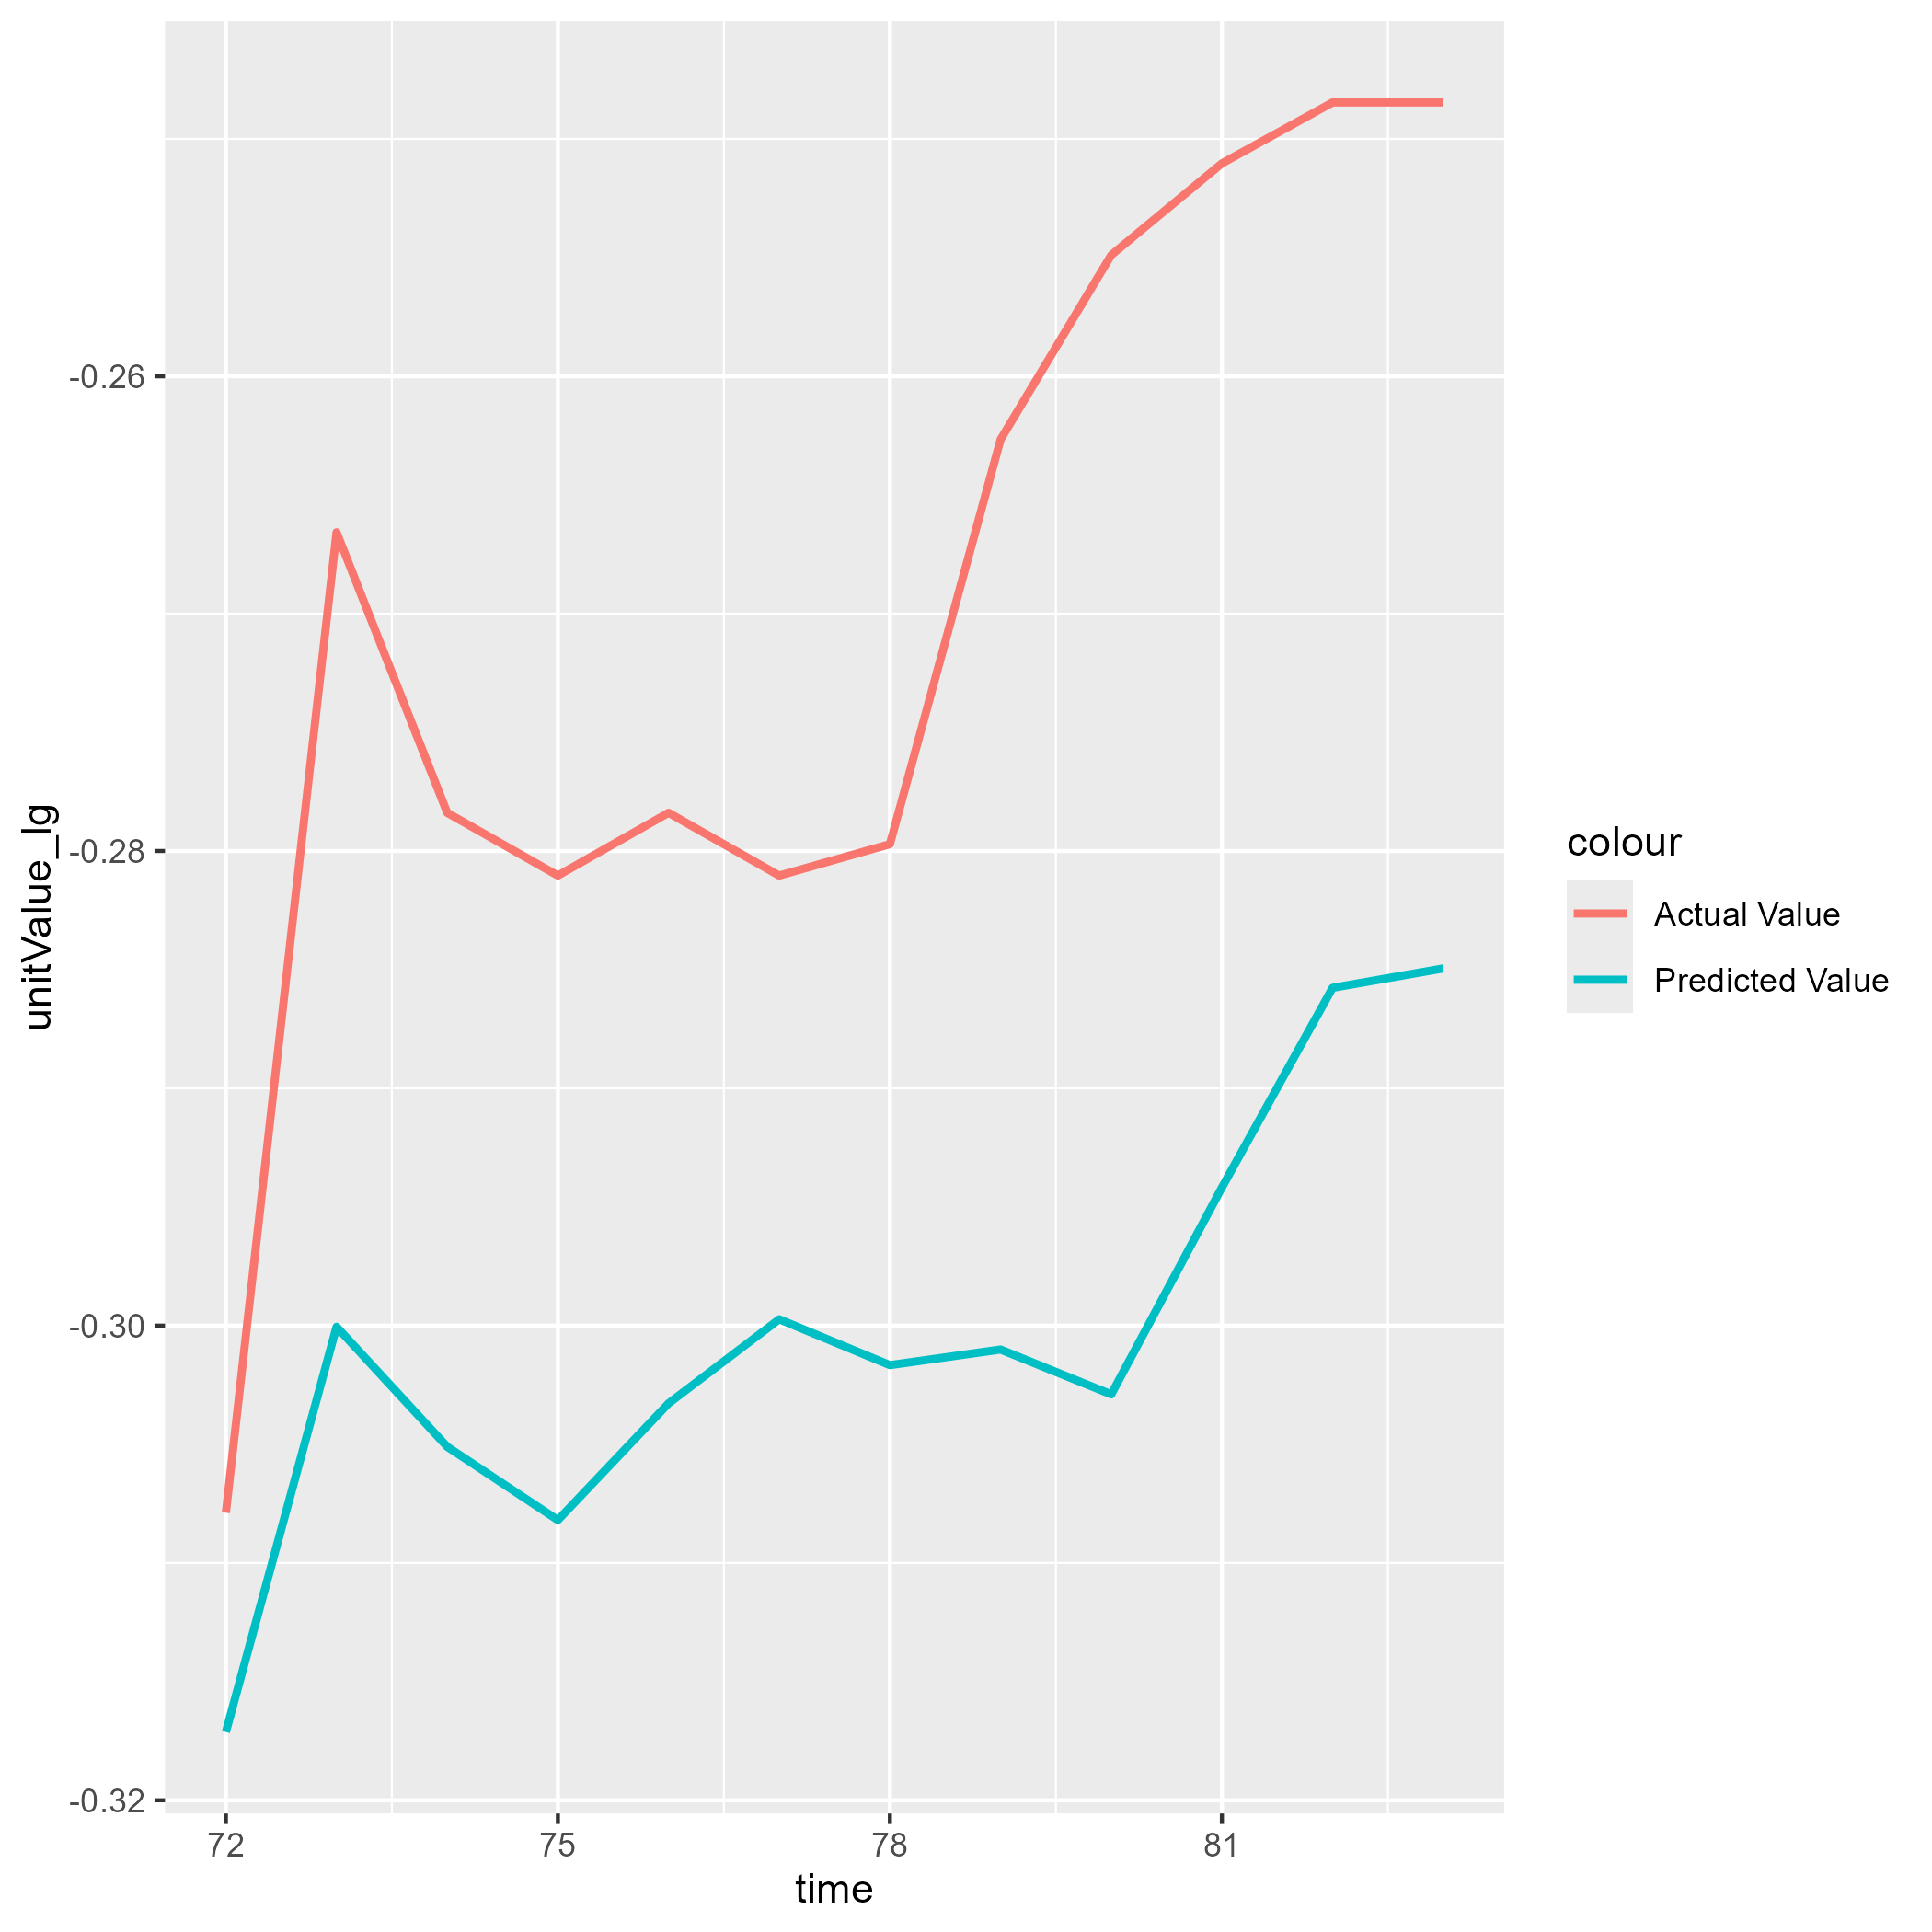 unitValue_lg
-0.26
-0.28
-0.30
-0.32
72 75 78 81
time
colour
Actual Value
Predicted Value